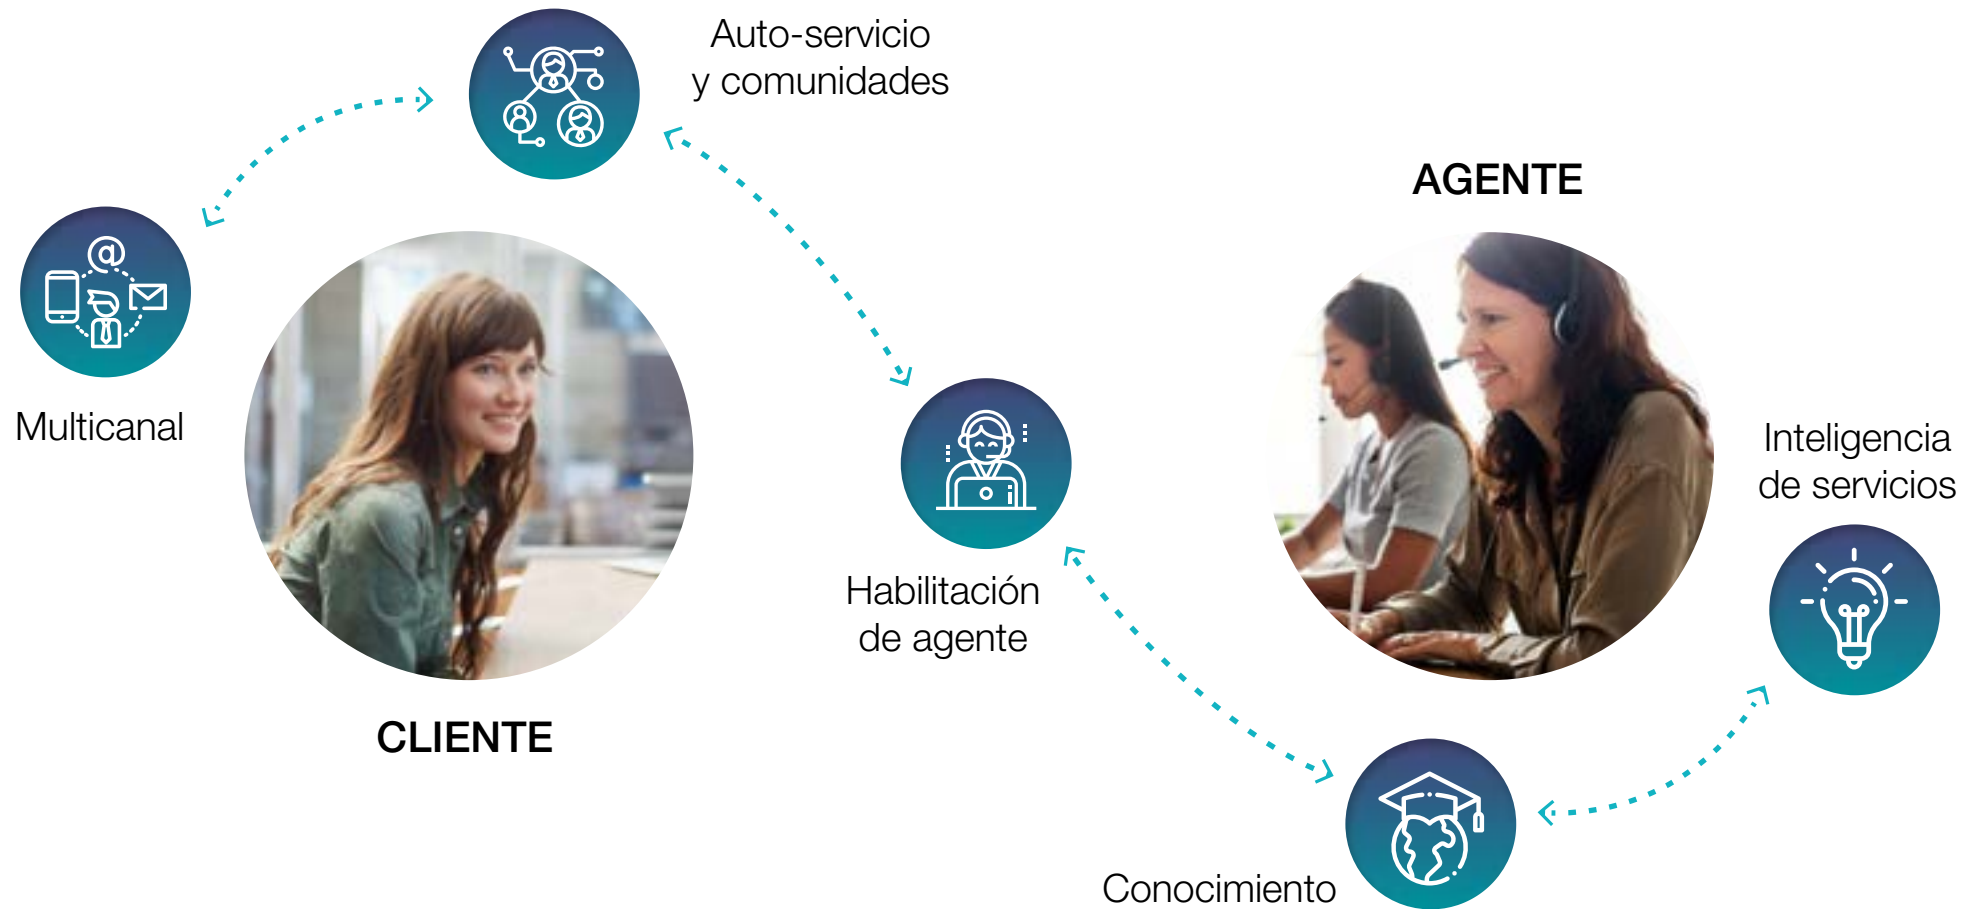 Auto-servicio
y comunidades
Multicanal
CLIENTE
Habilitación
de agente
AGENTE
Inteligencia
de servicios
Conocimiento